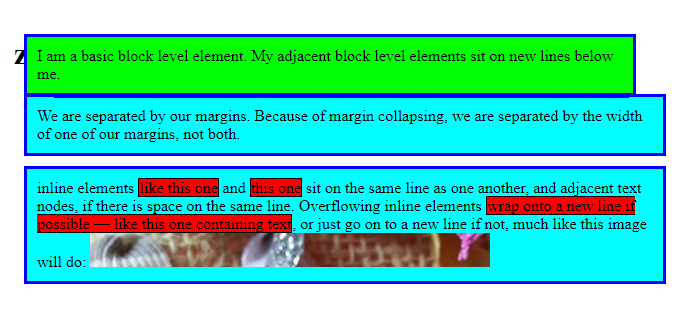 I am a basic block level element. My adjacent block level elements sit on new lines below
me.
We are separated by our margins. Because of margin collapsing, we are separated by the width
of one of our margins, not both.
inline elements like this one and this one sit on the same line as one another, and adjacent text
nodes, if there is space on the same line. Overflowing inline elements wrap onto a new line if
possible — like this one containing text, or just go on to a new line if not, much like this image
will do: